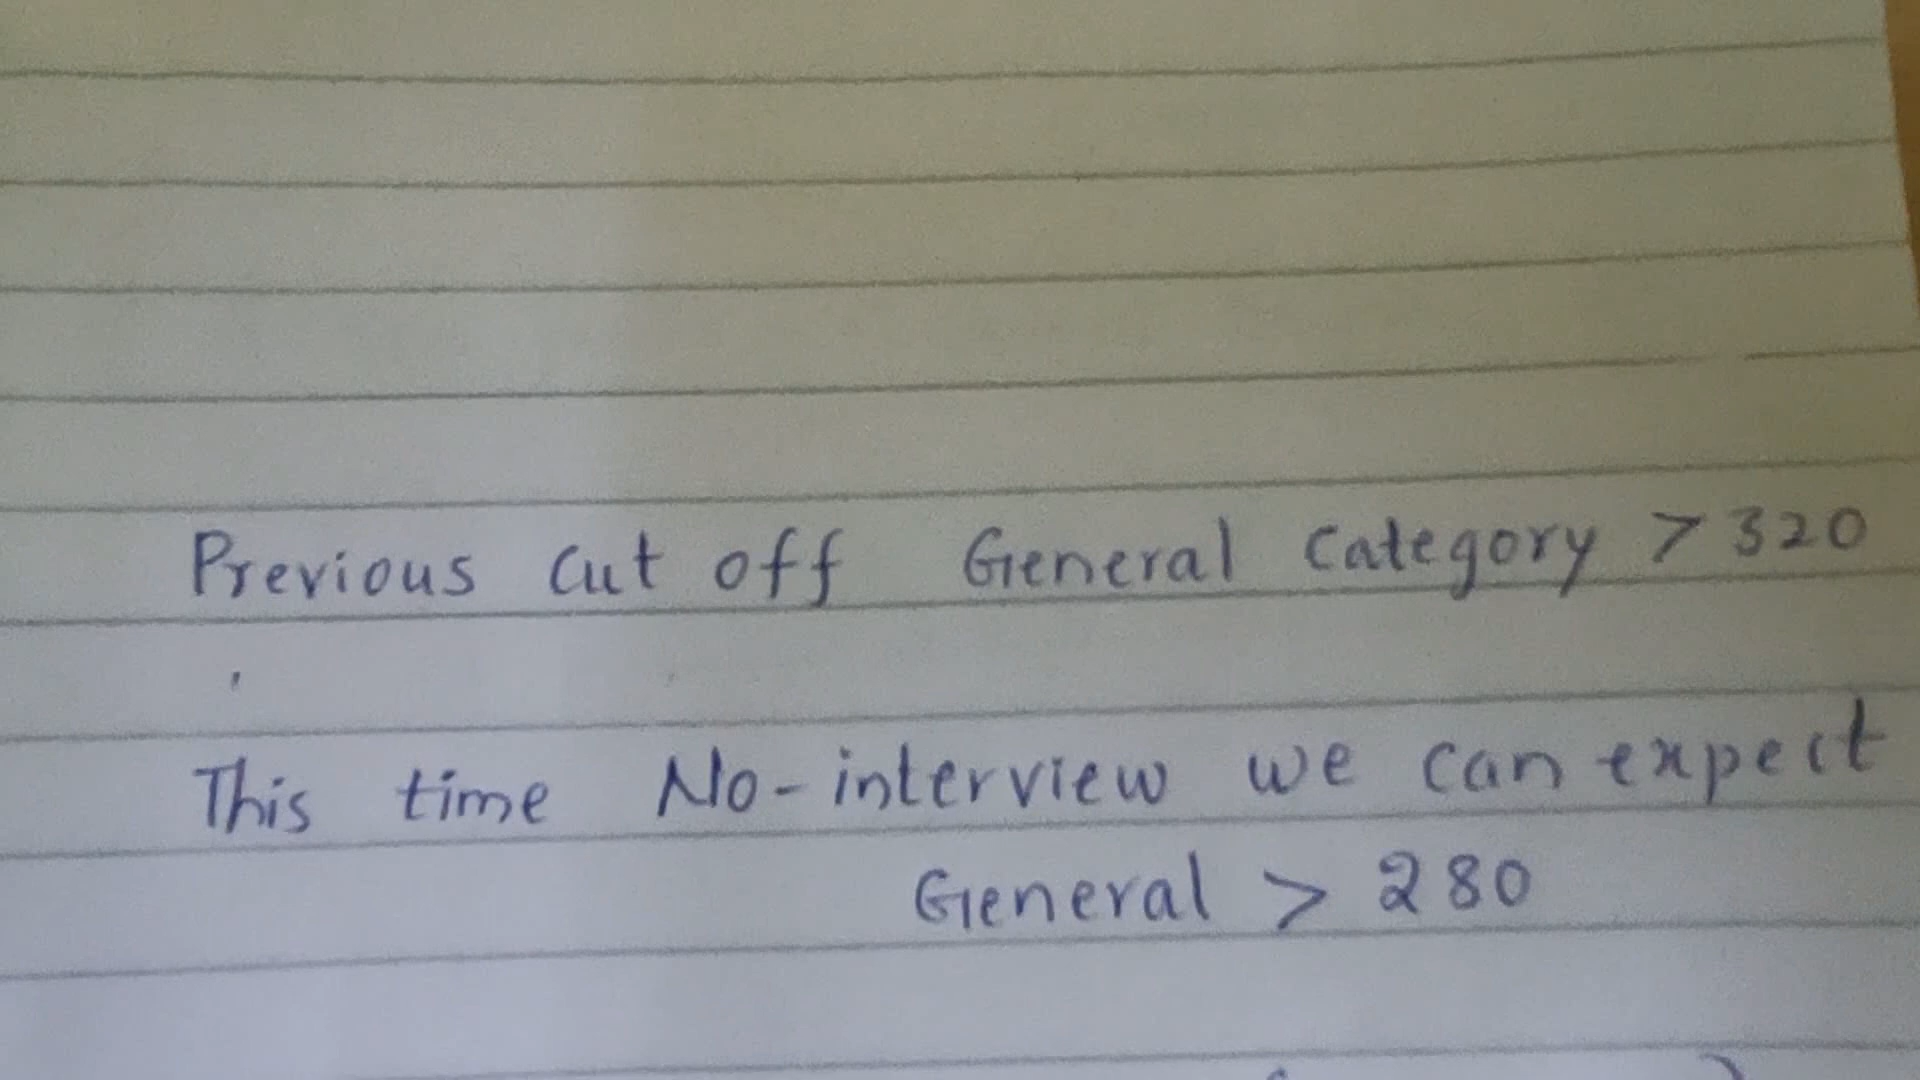 Previous cut off General Category > 320
This time No-interview we can expect
General > 280